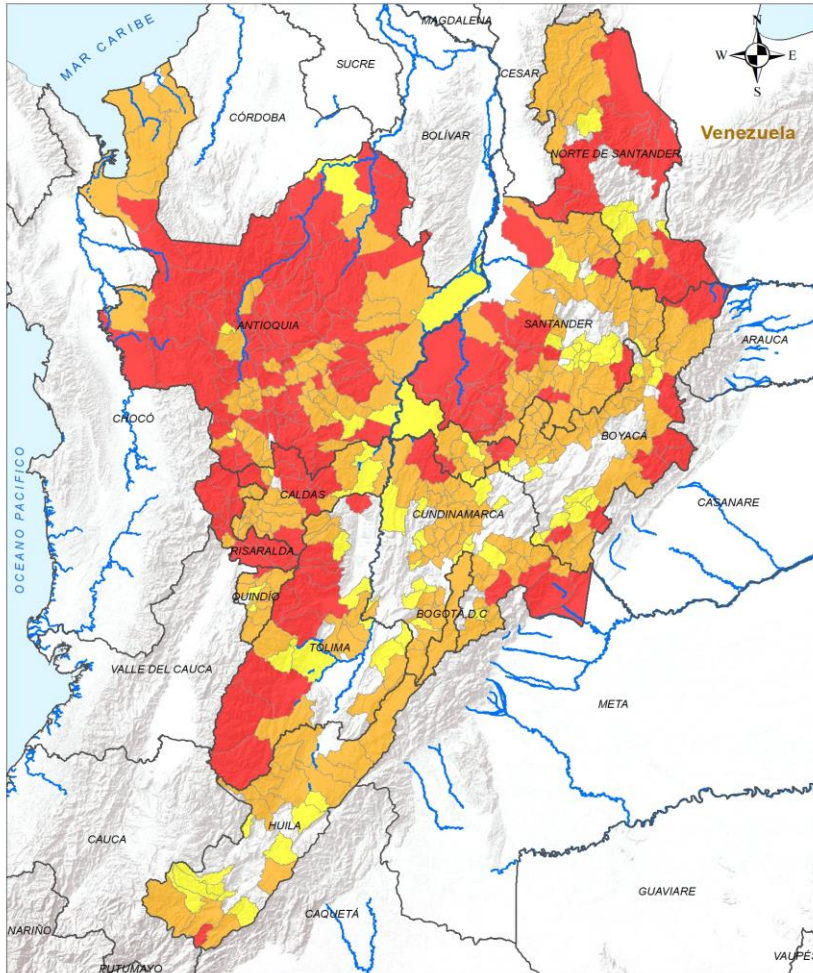 MAGDALENA
N
W
E
S
MAR CARIBE
SUCRE
CESAR
CÓRDOBA
BOLÍVAR
Venezuela
NORTE DE SANTANDER
ANTIOQUIA
SANTANDER
ARAUCA
CHOCÓ
BOYACÁ
CALDAS
CUNDINAMARCA
CASANARE
OCEANO PACIFICO
RISARALDA
QUINDÍO
BOGOTÁ, D.C
TOLIMA
VALLE DEL CAUCA
META
HUILA
CAUCA
GUAVIARE
CAQUETÁ
NARIÑO
PUTUMAYO
VAUPÉS